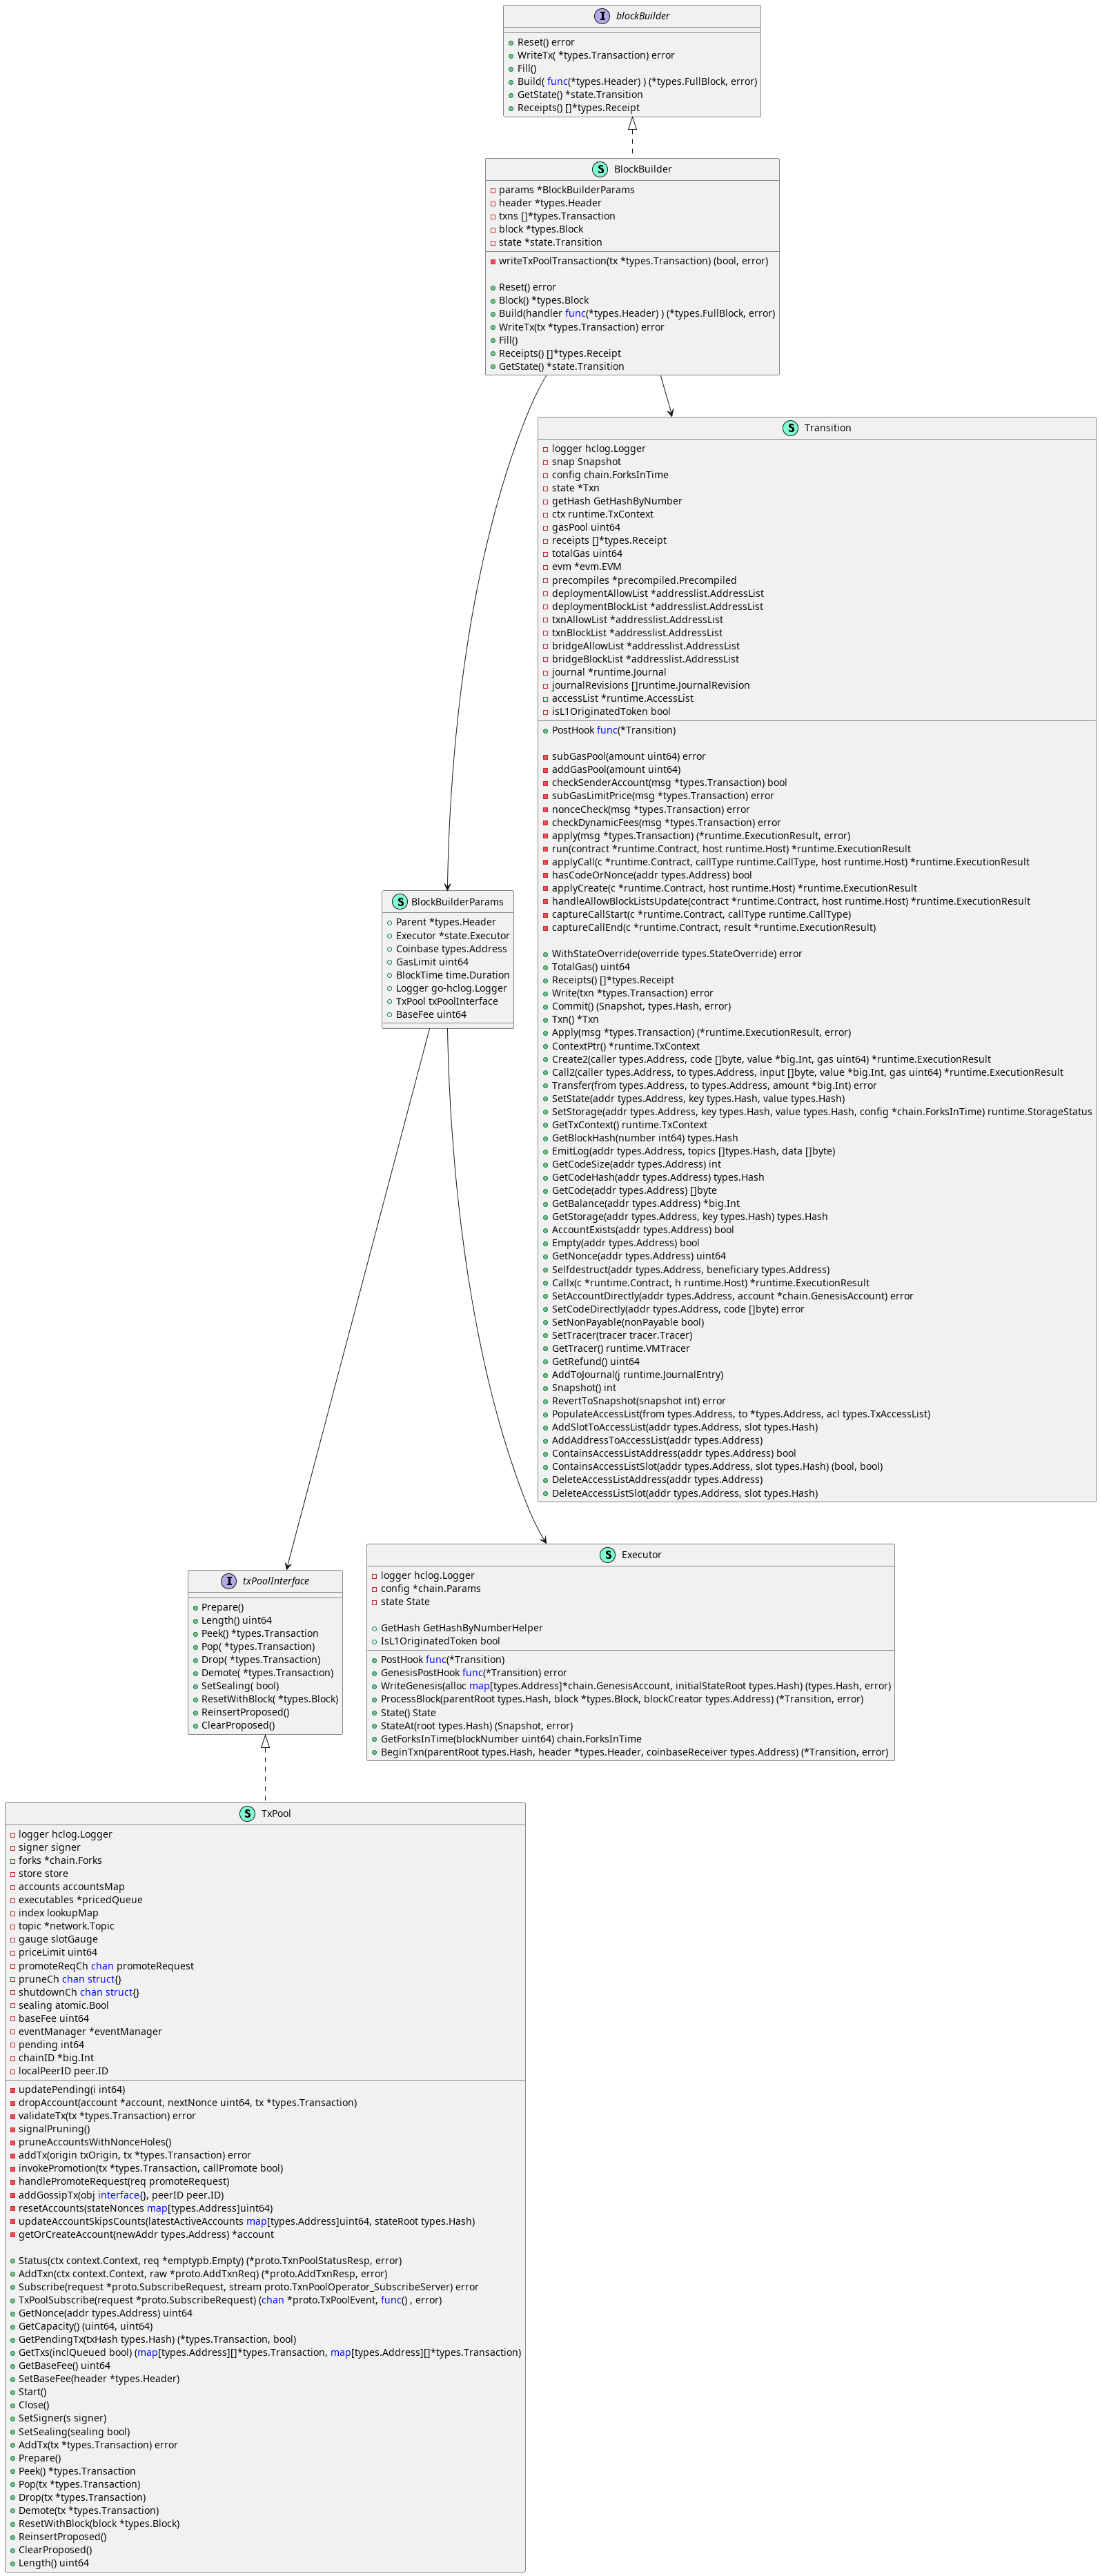 I blockBuilder
Reset() error
WriteTx( *types.Transaction) error
Fill()
Build( func(*types.Header) ) (*types.FullBlock, error)
GetState() *state.Transition
Receipts() []*types.Receipt
S BlockBuilder
params *BlockBuilderParams
header *types.Header
txns []*types.Transaction
block *types.Block
state *state.Transition
writeTxPoolTransaction(tx *types.Transaction) (bool, error)
Reset() error
Block() *types.Block
Build(handler func(*types.Header) ) (*types.FullBlock, error)
WriteTx(tx *types.Transaction) error
Fill()
Receipts() []*types.Receipt
GetState() *state.Transition
S Transition
logger hclog.Logger
snap Snapshot
config chain.ForksInTime
state *Txn
getHash GetHashByNumber
ctx runtime.TxContext
gasPool uint64
receipts []*types.Receipt
totalGas uint64
evm *evm.EVM
precompiles *precompiled.Precompiled
deploymentAllowList *addresslist.AddressList
deploymentBlockList *addresslist.AddressList
txnAllowList *addresslist.AddressList
txnBlockList *addresslist.AddressList
bridgeAllowList *addresslist.AddressList
bridgeBlockList *addresslist.AddressList
journal *runtime.Journal
journalRevisions []runtime.JournalRevision
accessList *runtime.AccessList
isL1OriginatedToken bool
PostHook func(*Transition)
subGasPool(amount uint64) error
addGasPool(amount uint64)
checkSenderAccount(msg *types.Transaction) bool
subGasLimitPrice(msg *types.Transaction) error
nonceCheck(msg *types.Transaction) error
checkDynamicFees(msg *types.Transaction) error
apply(msg *types.Transaction) (*runtime.ExecutionResult, error)
run(contract *runtime.Contract, host runtime.Host) *runtime.ExecutionResult
applyCall(c *runtime.Contract, callType runtime.CallType, host runtime.Host) *runtime.ExecutionResult
hasCodeOrNonce(addr types.Address) bool
applyCreate(c *runtime.Contract, host runtime.Host) *runtime.ExecutionResult
handleAllowBlockListsUpdate(contract *runtime.Contract, host runtime.Host) *runtime.ExecutionResult
captureCallStart(c *runtime.Contract, callType runtime.CallType)
captureCallEnd(c *runtime.Contract, result *runtime.ExecutionResult)
WithStateOverride(override types.StateOverride) error
TotalGas() uint64
Receipts() []*types.Receipt
Write(txn *types.Transaction) error
Commit() (Snapshot, types.Hash, error)
Txn() *Txn
Apply(msg *types.Transaction) (*runtime.ExecutionResult, error)
ContextPtr() *runtime.TxContext
Create2(caller types.Address, code []byte, value *big.Int, gas uint64) *runtime.ExecutionResult
Call2(caller types.Address, to types.Address, input []byte, value *big.Int, gas uint64) *runtime.ExecutionResult
Transfer(from types.Address, to types.Address, amount *big.Int) error
SetState(addr types.Address, key types.Hash, value types.Hash)
SetStorage(addr types.Address, key types.Hash, value types.Hash, config *chain.ForksInTime) runtime.StorageStatus
GetTxContext() runtime.TxContext
GetBlockHash(number int64) types.Hash
EmitLog(addr types.Address, topics []types.Hash, data []byte)
GetCodeSize(addr types.Address) int
GetCodeHash(addr types.Address) types.Hash
GetCode(addr types.Address) []byte
GetBalance(addr types.Address) *big.Int
GetStorage(addr types.Address, key types.Hash) types.Hash
AccountExists(addr types.Address) bool
Empty(addr types.Address) bool
GetNonce(addr types.Address) uint64
Selfdestruct(addr types.Address, beneficiary types.Address)
Callx(c *runtime.Contract, h runtime.Host) *runtime.ExecutionResult
SetAccountDirectly(addr types.Address, account *chain.GenesisAccount) error
SetCodeDirectly(addr types.Address, code []byte) error
SetNonPayable(nonPayable bool)
SetTracer(tracer tracer.Tracer)
GetTracer() runtime.VMTracer
GetRefund() uint64
AddToJournal(j runtime.JournalEntry)
Snapshot() int
RevertToSnapshot(snapshot int) error
PopulateAccessList(from types.Address, to *types.Address, acl types.TxAccessList)
AddSlotToAccessList(addr types.Address, slot types.Hash)
AddAddressToAccessList(addr types.Address)
ContainsAccessListAddress(addr types.Address) bool
ContainsAccessListSlot(addr types.Address, slot types.Hash) (bool, bool)
DeleteAccessListAddress(addr types.Address)
DeleteAccessListSlot(addr types.Address, slot types.Hash)
S BlockBuilderParams
Parent *types.Header
Executor *state.Executor
Coinbase types.Address
GasLimit uint64
BlockTime time.Duration
Logger go-hclog.Logger
TxPool txPoolInterface
BaseFee uint64
I txPoolInterface
Prepare()
Length() uint64
Peek() *types.Transaction
Pop( *types.Transaction)
Drop( *types.Transaction)
Demote( *types.Transaction)
SetSealing( bool)
ResetWithBlock( *types.Block)
ReinsertProposed()
ClearProposed()
S Executor
logger hclog.Logger
config *chain.Params
state State
GetHash GetHashByNumberHelper
IsL1OriginatedToken bool
PostHook func(*Transition)
GenesisPostHook func(*Transition) error
WriteGenesis(alloc map[types.Address]*chain.GenesisAccount, initialStateRoot types.Hash) (types.Hash, error)
ProcessBlock(parentRoot types.Hash, block *types.Block, blockCreator types.Address) (*Transition, error)
State() State
StateAt(root types.Hash) (Snapshot, error)
GetForksInTime(blockNumber uint64) chain.ForksInTime
BeginTxn(parentRoot types.Hash, header *types.Header, coinbaseReceiver types.Address) (*Transition, error)
S TxPool
logger hclog.Logger
signer signer
forks *chain.Forks
store store
accounts accountsMap
executables *pricedQueue
index lookupMap
topic *network.Topic
gauge slotGauge
priceLimit uint64
promoteReqCh chan promoteRequest
pruneCh chan struct{}
shutdownCh chan struct{}
sealing atomic.Bool
baseFee uint64
eventManager *eventManager
pending int64
chainID *big.Int
localPeerID peer.ID
updatePending(i int64)
dropAccount(account *account, nextNonce uint64, tx *types.Transaction)
validateTx(tx *types.Transaction) error
signalPruning()
pruneAccountsWithNonceHoles()
addTx(origin txOrigin, tx *types.Transaction) error
invokePromotion(tx *types.Transaction, callPromote bool)
handlePromoteRequest(req promoteRequest)
addGossipTx(obj interface{}, peerID peer.ID)
resetAccounts(stateNonces map[types.Address]uint64)
updateAccountSkipsCounts(latestActiveAccounts map[types.Address]uint64, stateRoot types.Hash)
getOrCreateAccount(newAddr types.Address) *account
Status(ctx context.Context, req *emptypb.Empty) (*proto.TxnPoolStatusResp, error)
AddTxn(ctx context.Context, raw *proto.AddTxnReq) (*proto.AddTxnResp, error)
Subscribe(request *proto.SubscribeRequest, stream proto.TxnPoolOperator_SubscribeServer) error
TxPoolSubscribe(request *proto.SubscribeRequest) (chan *proto.TxPoolEvent, func() , error)
GetNonce(addr types.Address) uint64
GetCapacity() (uint64, uint64)
GetPendingTx(txHash types.Hash) (*types.Transaction, bool)
GetTxs(inclQueued bool) (map[types.Address][]*types.Transaction, map[types.Address][]*types.Transaction)
GetBaseFee() uint64
SetBaseFee(header *types.Header)
Start()
Close()
SetSigner(s signer)
SetSealing(sealing bool)
AddTx(tx *types.Transaction) error
Prepare()
Peek() *types.Transaction
Pop(tx *types.Transaction)
Drop(tx *types.Transaction)
Demote(tx *types.Transaction)
ResetWithBlock(block *types.Block)
ReinsertProposed()
ClearProposed()
Length() uint64